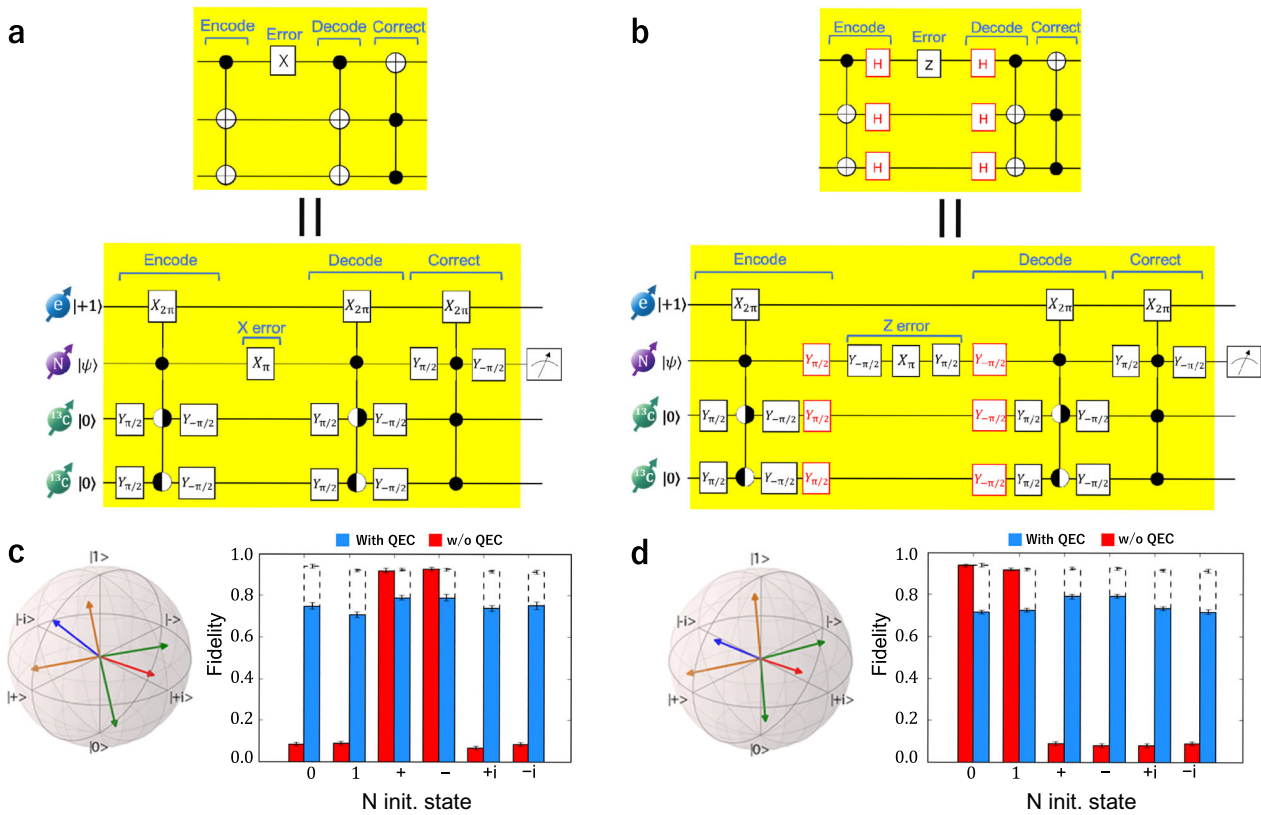 a
Encode Error Decode Correct
X
Encode Decode Correct
e |+1⟩ X2π X2π X2π
X error
N |ψ⟩ Xπ Yπ/2 Y−π/2
13C |0⟩ Yπ/2 Y−π/2 Yπ/2 Y−π/2
13C |0⟩ Yπ/2 Y−π/2 Yπ/2 Y−π/2
b
Encode Error Decode Correct
H Z H
H H
H H
Encode Decode Correct
e |+1⟩ X2π X2π X2π
Z error
N |ψ⟩ Yπ/2 Y−π/2 Xπ Yπ/2 Y−π/2 Yπ/2 Y−π/2
13C |0⟩ Yπ/2 Y−π/2 Yπ/2 Y−π/2 Yπ/2 Y−π/2
13C |0⟩ Yπ/2 Y−π/2 Yπ/2 Y−π/2 Yπ/2 Y−π/2
c
|1>
|-i> |->
|+> |+i>
|0>
With QEC w/o QEC
Fidelity
1.0
0.8
0.6
0.4
0.2
0.0
0 1 + − +i −i
N init. state
d
|1>
|-i> |->
|+> |+i>
|0>
With QEC w/o QEC
Fidelity
1.0
0.8
0.6
0.4
0.2
0.0
0 1 + − +i −i
N init. state